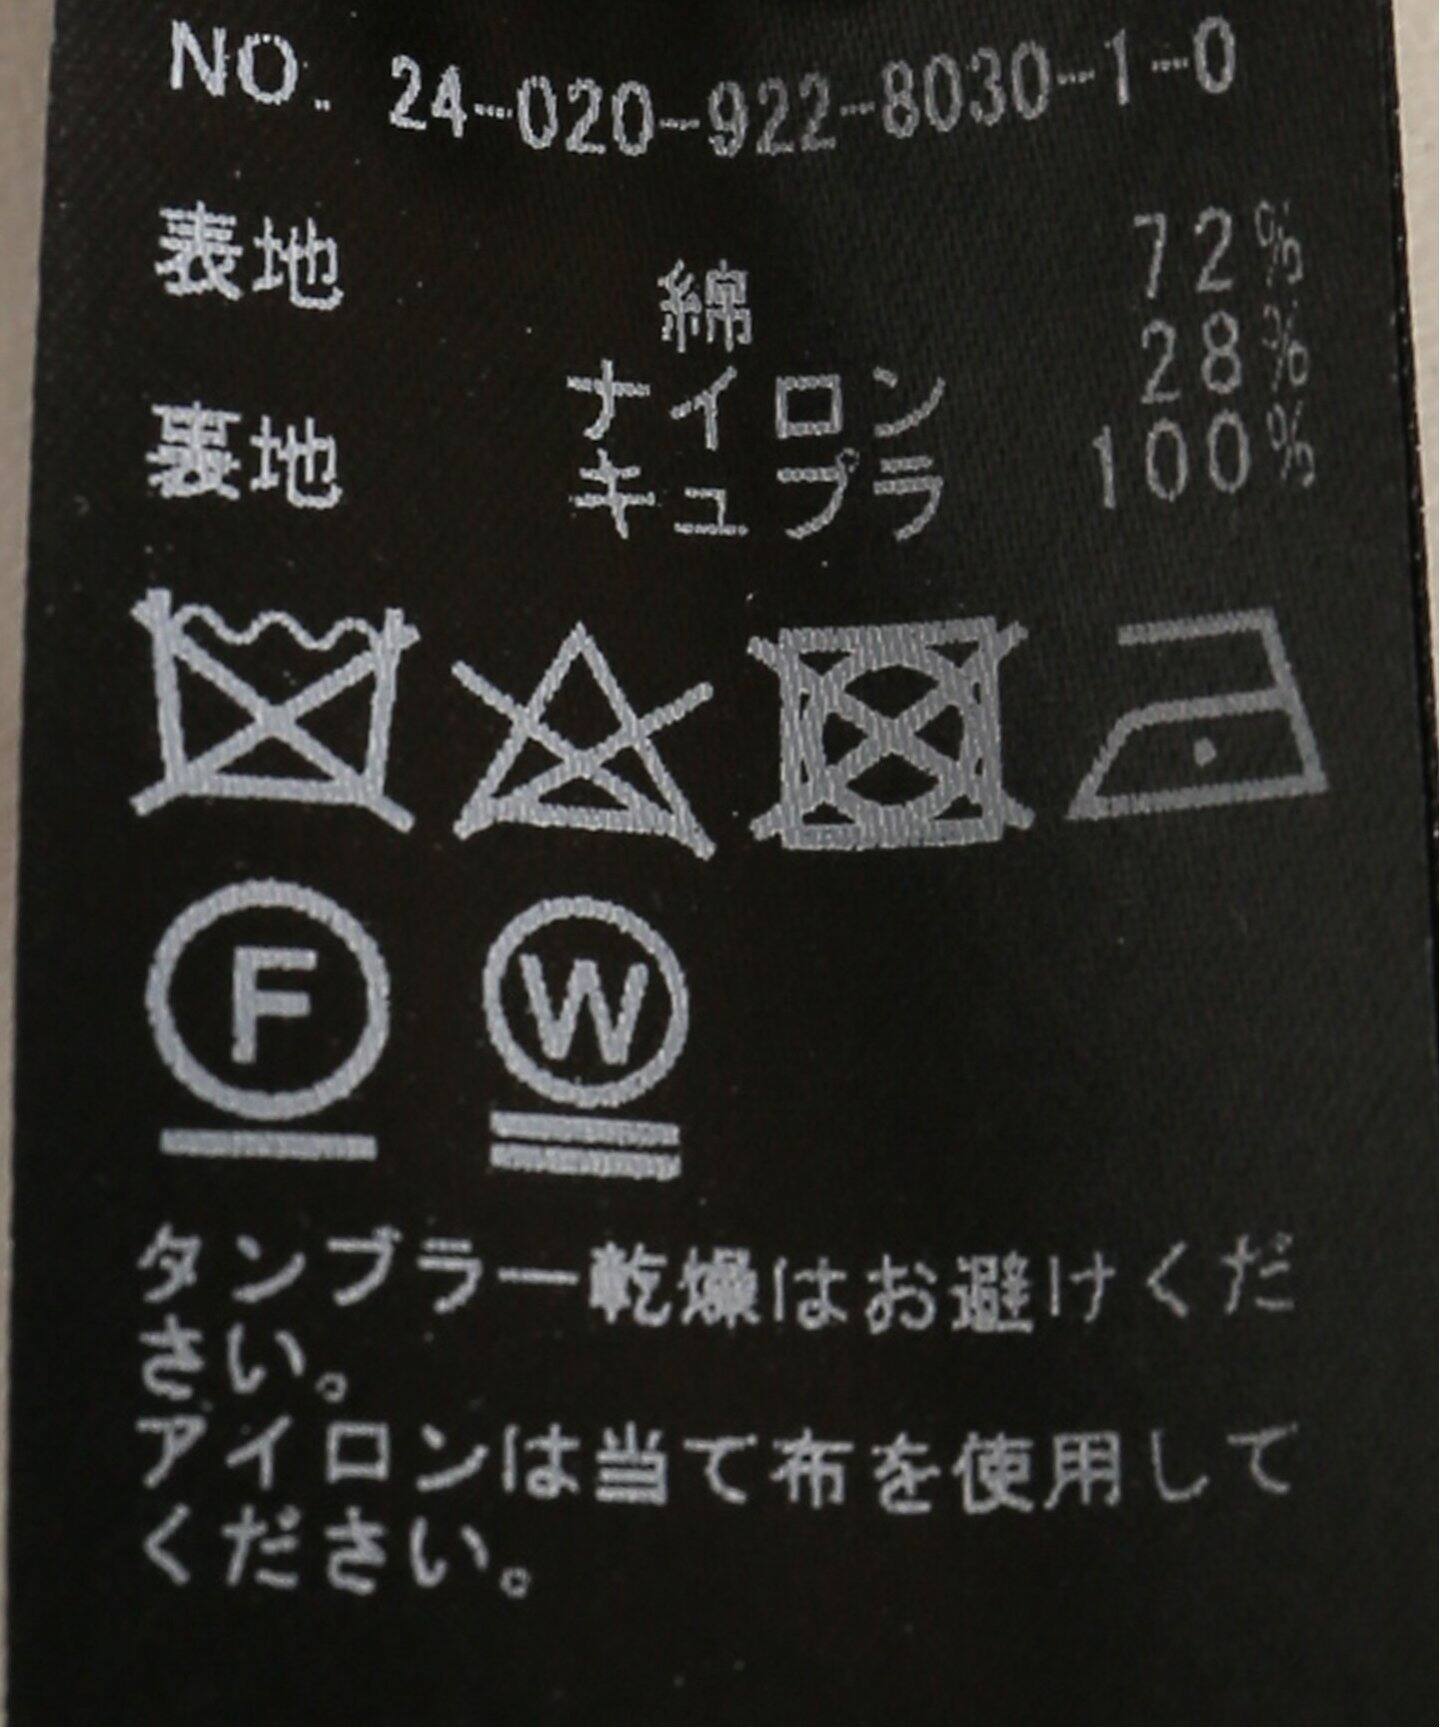 NO. 24-020-922-8030-1-0
表地 綿 72%
ナイロン 28%
裏地 キュプラ 100%
F W
タンブラー乾燥はお避けくだ
さい。
アイロンは当て布を使用して
ください。